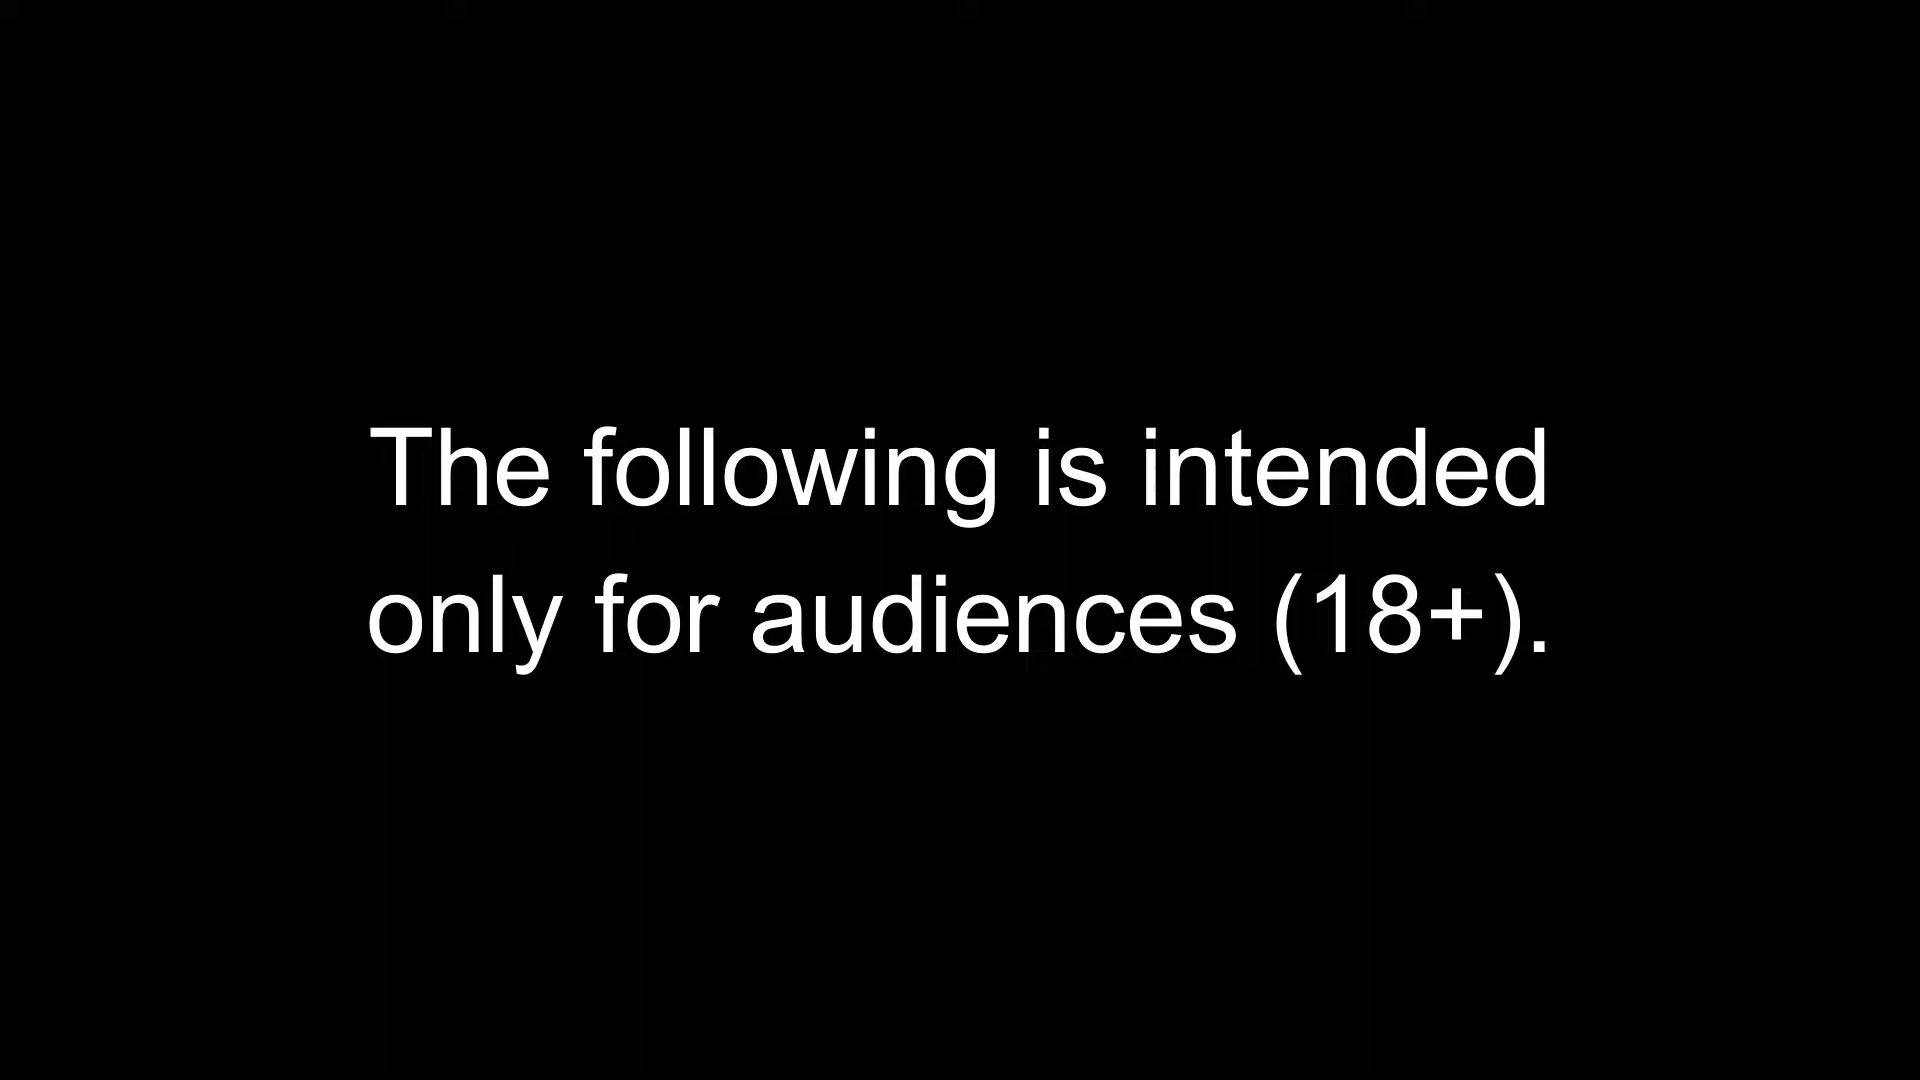 The following is intended
only for audiences (18+).